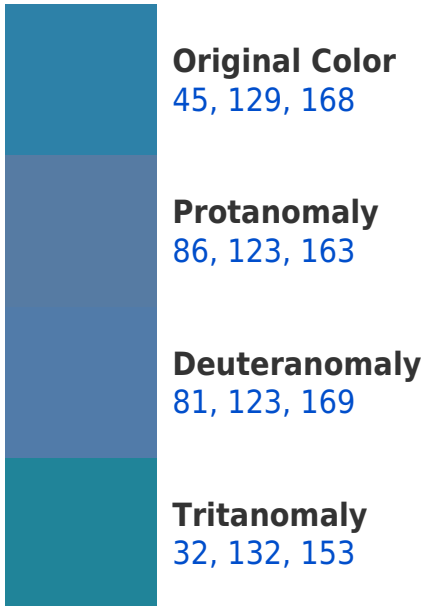 Original Color
45, 129, 168
Protanomaly
86, 123, 163
Deuteranomaly
81, 123, 169
Tritanomaly
32, 132, 153